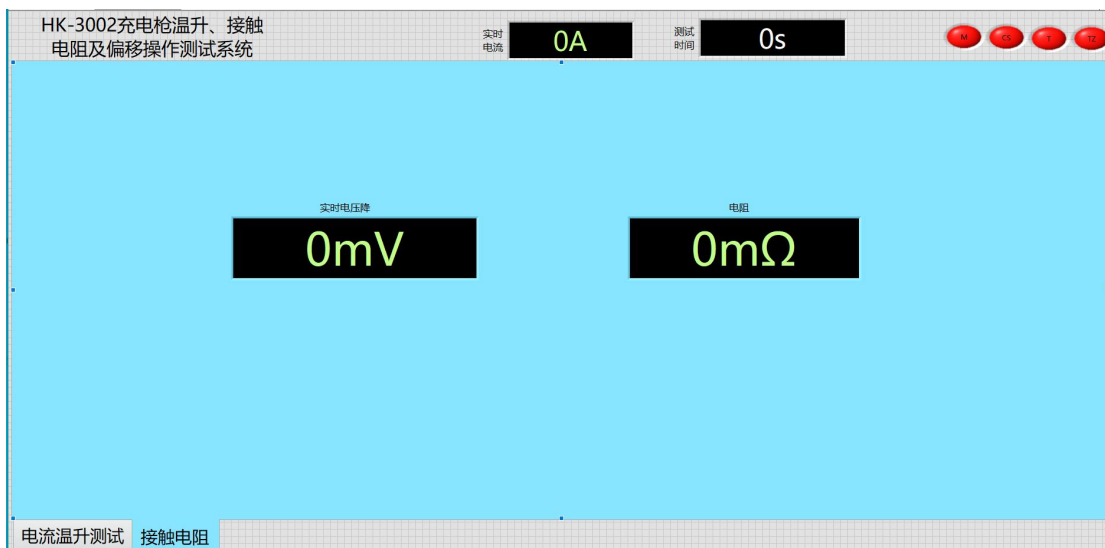 HK-3002充电枪温升、接触
电阻及偏移操作测试系统
实时
电流
0A
测试
时间
0s
M
CS
T
TZ
实时电压降
0mV
电阻
0mΩ
电流温升测试
接触电阻